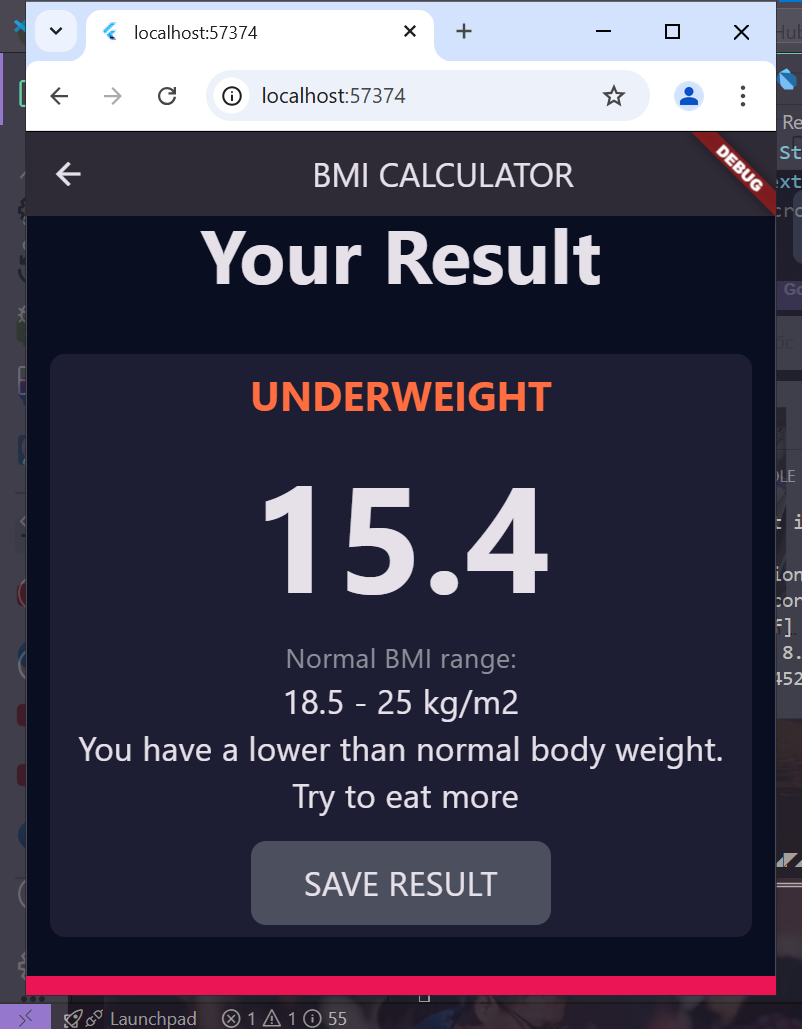 localhost:57374
localhost:57374
BMI CALCULATOR
DEBUG
Your Result
UNDERWEIGHT
15.4
Normal BMI range:
18.5 - 25 kg/m2
You have a lower than normal body weight.
Try to eat more
SAVE RESULT
Launchpad 1 1 55